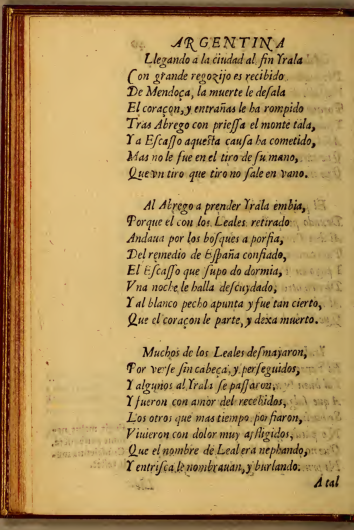 ARGENTINA
Llegando a la ciudad al fin Yrala
Con grande regozijo es recibido
De Mendoça, la muerte le desala
El coraçon, y entrañas le ha rompido
Tras Abrego con priessa el monte tala,
Y a Escasso aquesta causa ha cometido,
Mas no le fue en el tiro de su mano,
Que vn tiro que tiro no sale en vano.
Al Abrego a prender Yrala embia,
Porque el con los Leales retirado
Andaua por los bosques a porfia,
Del remedio de España confiado,
El Escasso que supo do dormia,
Vna noche le halla descuydado,
Y al blanco pecho apunta y fue tan cierto,
Que el coraçon le parte, y dexa muerto.
Muchos de los Leales desmayaron,
Por verse sin cabeça, y perseguidos,
Y algunos al Yrala se passaron,
Y fueron con amor del recebidos,
Los otros que mas tiempo porfiaron,
Viuieron con dolor muy affligidos,
Que el nombre de Leal era nephando,
Y entrisca le nombrauan, y burlando.
A tal